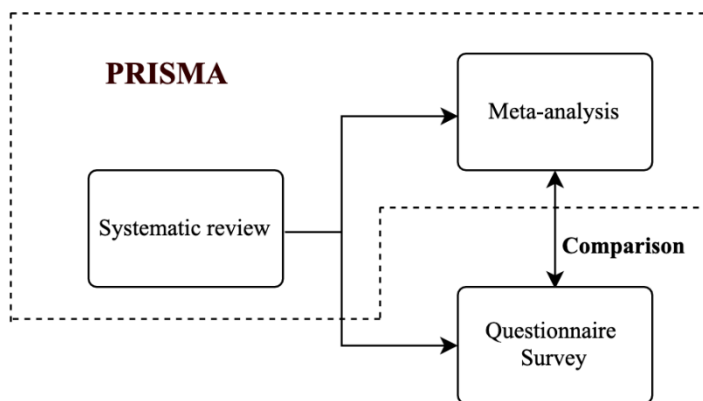 PRISMA
Meta-analysis
Systematic review
Comparison
Questionnaire
Survey